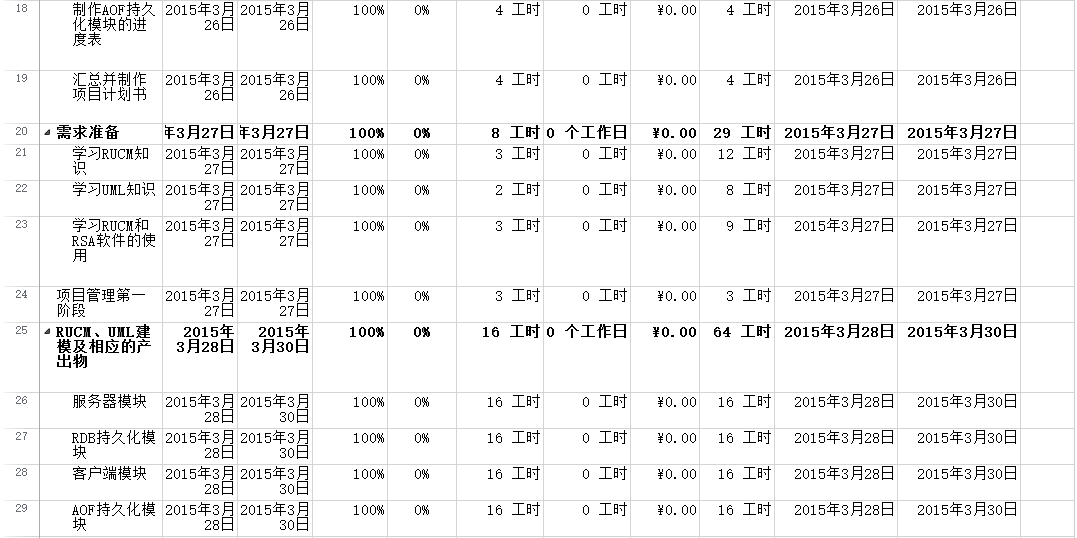 18 制作AOF持久化模块的进度表 2015年3月26日 2015年3月26日 100% 0% 4 工时 0 工时 ¥0.00 4 工时 2015年3月26日 2015年3月26日
19 汇总并制作项目计划书 2015年3月26日 2015年3月26日 100% 0% 4 工时 0 工时 ¥0.00 4 工时 2015年3月26日 2015年3月26日
20 需求准备 年3月27日 年3月27日 100% 0% 8 工时 0 个工作日 ¥0.00 29 工时 2015年3月27日 2015年3月27日
21 学习RUCM知识 2015年3月27日 2015年3月27日 100% 0% 3 工时 0 工时 ¥0.00 12 工时 2015年3月27日 2015年3月27日
22 学习UML知识 2015年3月27日 2015年3月27日 100% 0% 2 工时 0 工时 ¥0.00 8 工时 2015年3月27日 2015年3月27日
23 学习RUCM和RSA软件的使用 2015年3月27日 2015年3月27日 100% 0% 3 工时 0 工时 ¥0.00 9 工时 2015年3月27日 2015年3月27日
24 项目管理第一阶段 2015年3月27日 2015年3月27日 100% 0% 3 工时 0 工时 ¥0.00 3 工时 2015年3月27日 2015年3月27日
25 RUCM、UML建模及相应的产出物 2015年3月28日 2015年3月30日 100% 0% 16 工时 0 个工作日 ¥0.00 64 工时 2015年3月28日 2015年3月30日
26 服务器模块 2015年3月28日 2015年3月30日 100% 0% 16 工时 0 工时 ¥0.00 16 工时 2015年3月28日 2015年3月30日
27 RDB持久化模块 2015年3月28日 2015年3月30日 100% 0% 16 工时 0 工时 ¥0.00 16 工时 2015年3月28日 2015年3月30日
28 客户端模块 2015年3月28日 2015年3月30日 100% 0% 16 工时 0 工时 ¥0.00 16 工时 2015年3月28日 2015年3月30日
29 AOF持久化模块 2015年3月28日 2015年3月30日 100% 0% 16 工时 0 工时 ¥0.00 16 工时 2015年3月28日 2015年3月30日